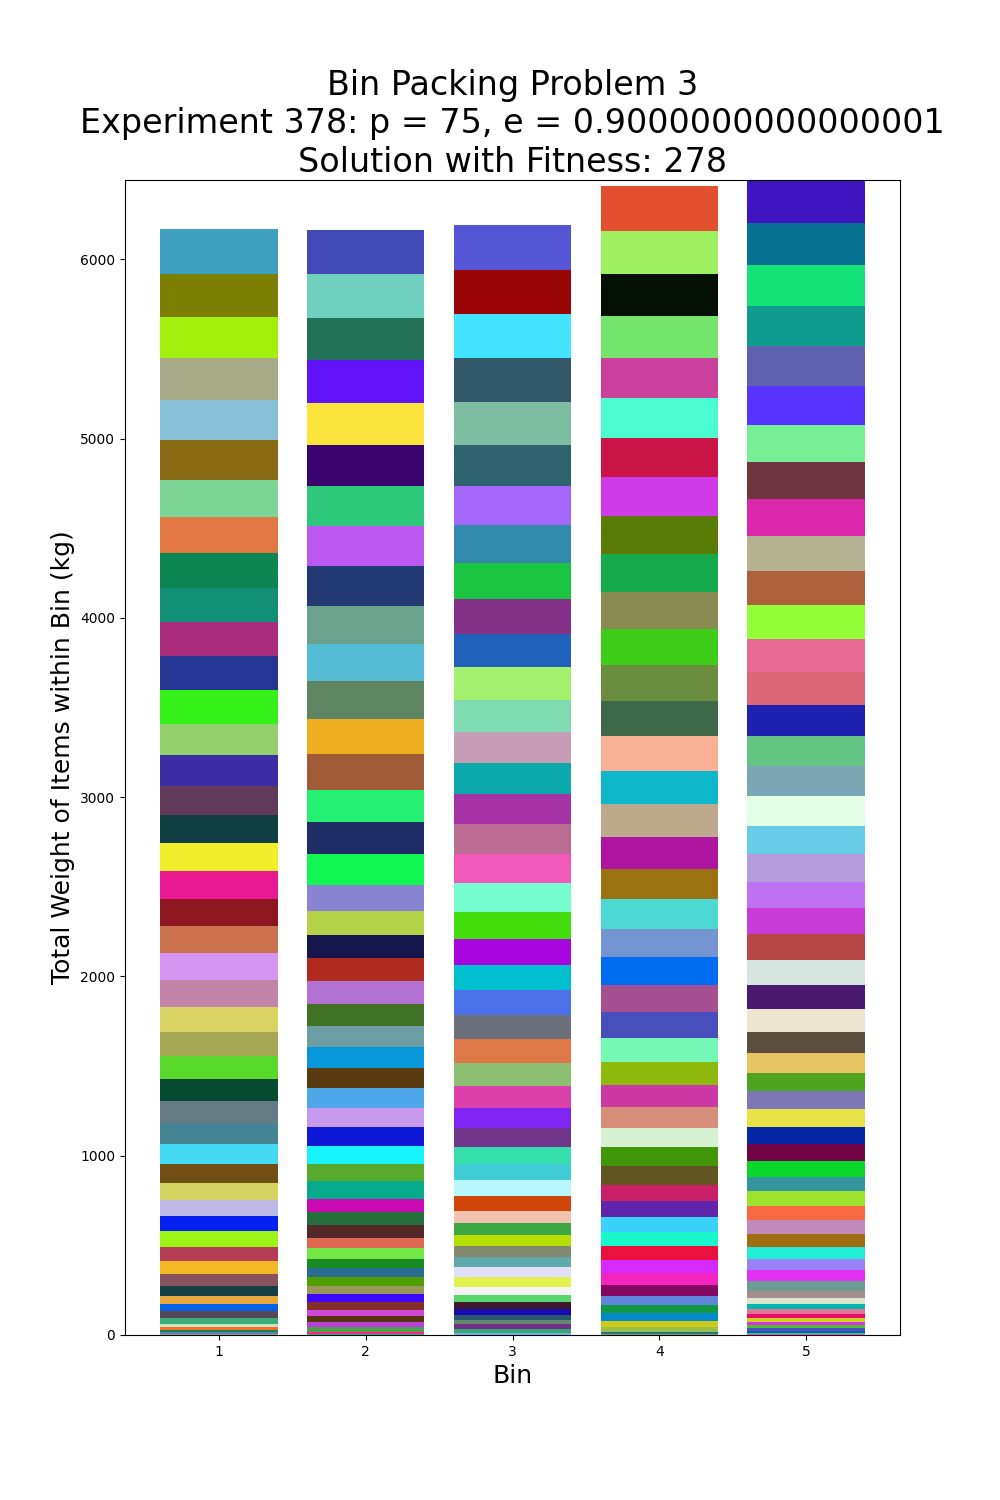 Bin Packing Problem 3
Experiment 378: p = 75, e = 0.9000000000000001
Solution with Fitness: 278
Total Weight of Items within Bin (kg)
6000
5000
4000
3000
2000
1000
0
1 2 3 4 5
Bin